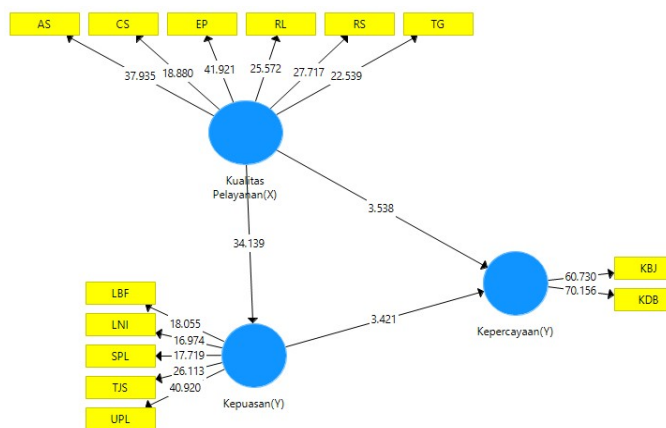 AS
CS
EP
RL
RS
TG
37.935
18.880
41.921
25.572
27.717
22.539
Kualitas
Pelayanan(X)
3.538
34.139
LBF
LNI
SPL
TJS
UPL
18.055
16.974
17.719
26.113
40.920
Kepuasan(Y)
3.421
Kepercayaan(Y)
60.730
70.156
KBJ
KDB